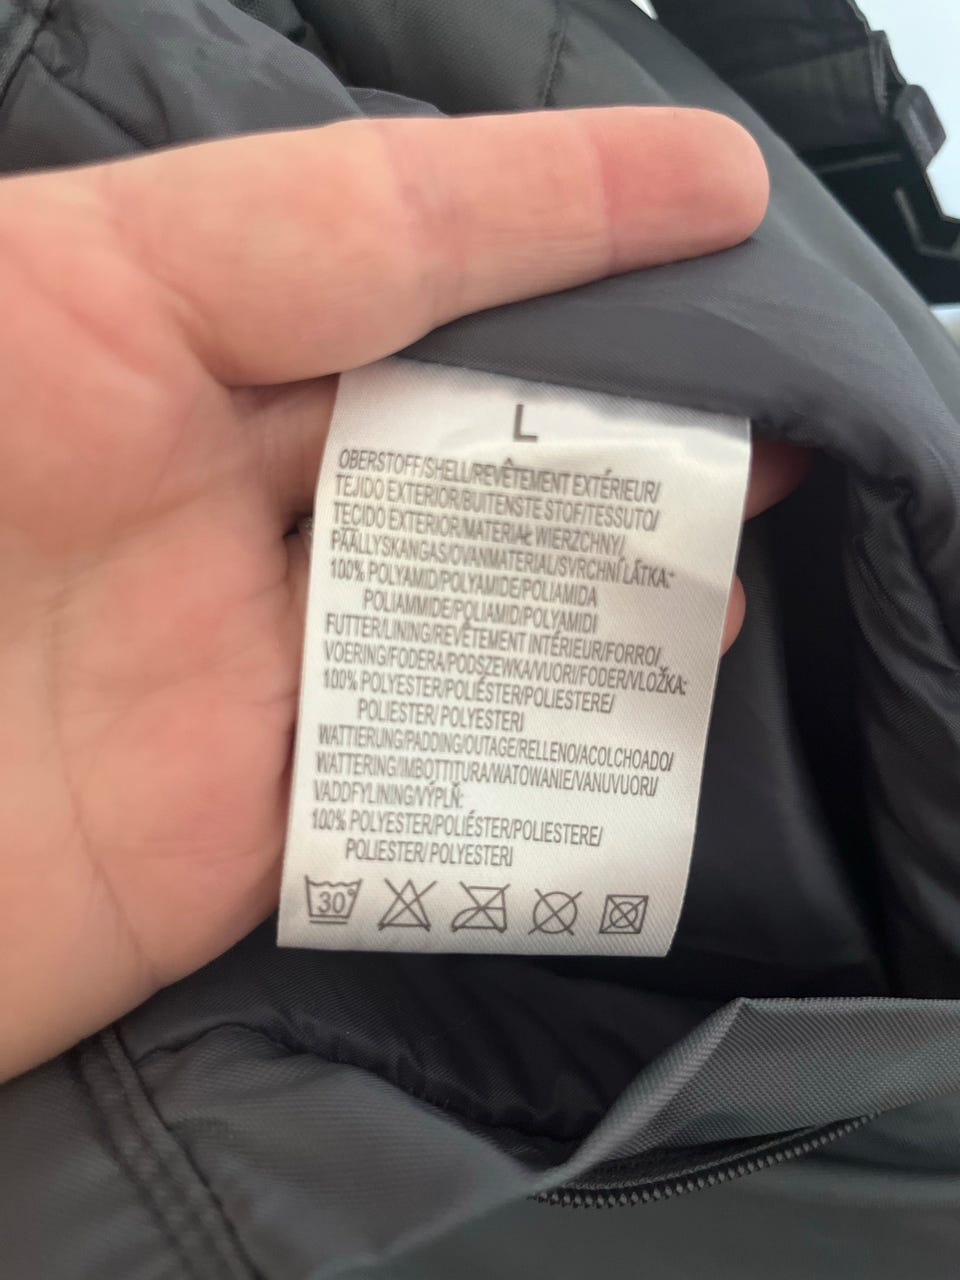 L
OBERSTOFF/SHELL/REVÊTEMENT EXTÉRIEUR/
TEJIDO EXTERIOR/BUITENSTE STOF/TESSUTO/
TECIDO EXTERIOR/MATERIAŁ WIERZCHNY/
PÄÄLLYSKANGAS/OVANMATERIAL/SVRCHNÍ LÁTKA:
100% POLYAMID/POLYAMIDE/POLIAMIDA
POLIAMMIDE/POLIAMID/POLYAMIDI
FUTTER/LINING/REVÊTEMENT INTÉRIEUR/FORRO/
VOERING/FODERA/PODSZEWKA/VUORI/FODER/VLOŽKA:
100% POLYESTER/POLIÉSTER/POLIESTERE/
POLIESTER/ POLYESTERI
WATTIERUNG/PADDING/OUTAGE/RELLENO/ACOLCHOADO/
WATTERING/IMBOTTITURA/WATOWANIE/VANUVUORI/
VADDFYLINING/VÝPLŇ:
100% POLYESTER/POLIÉSTER/POLIESTERE/
POLIESTER/ POLYESTERI
30°